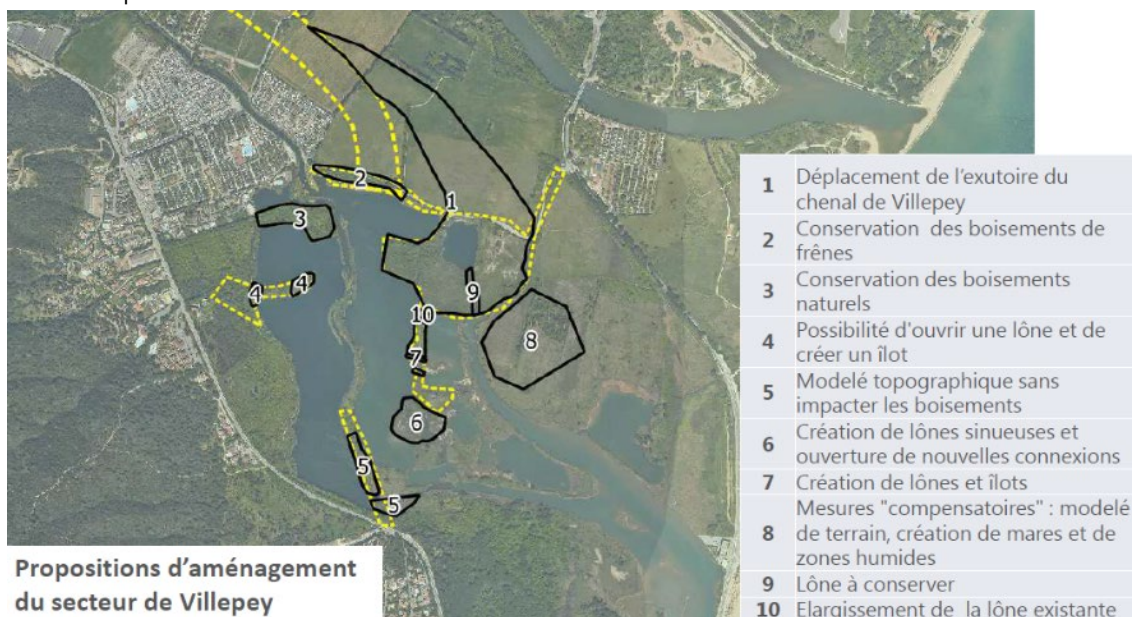 2
1
3
4
4
9
10
8
7
6
5
5
Propositions d'aménagement
du secteur de Villepey
1 Déplacement de l'exutoire du
chenal de Villepey
2 Conservation des boisements de
frênes
3 Conservation des boisements
naturels
4 Possibilité d'ouvrir une lône et de
créer un îlot
5 Modelé topographique sans
impacter les boisements
6 Création de lônes sinueuses et
ouverture de nouvelles connexions
7 Création de lônes et îlots
8 Mesures "compensatoires" : modelé
de terrain, création de mares et de
zones humides
9 Lône à conserver
10 Elargissement de la lône existante